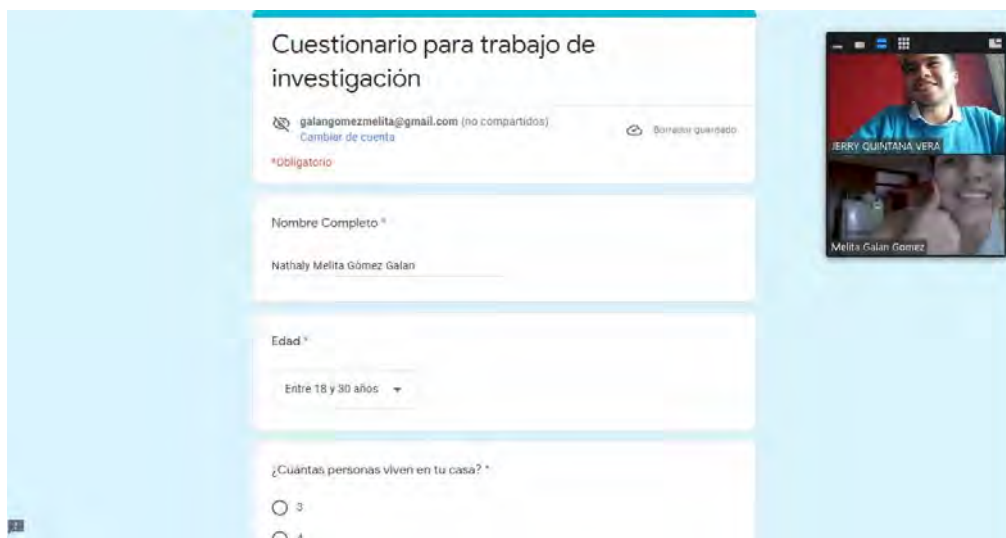 Cuestionario para trabajo de
investigación
galangomezmelita@gmail.com (no compartidos)
Cambiar de cuenta
Borrador guardado
*Obligatorio
Nombre Completo *
Nathaly Melita Gómez Galan
Edad *
Entre 18 y 30 años
¿Cuántas personas viven en tu casa? *
3
4
JERRY QUINTANA VERA
Melita Galan Gomez